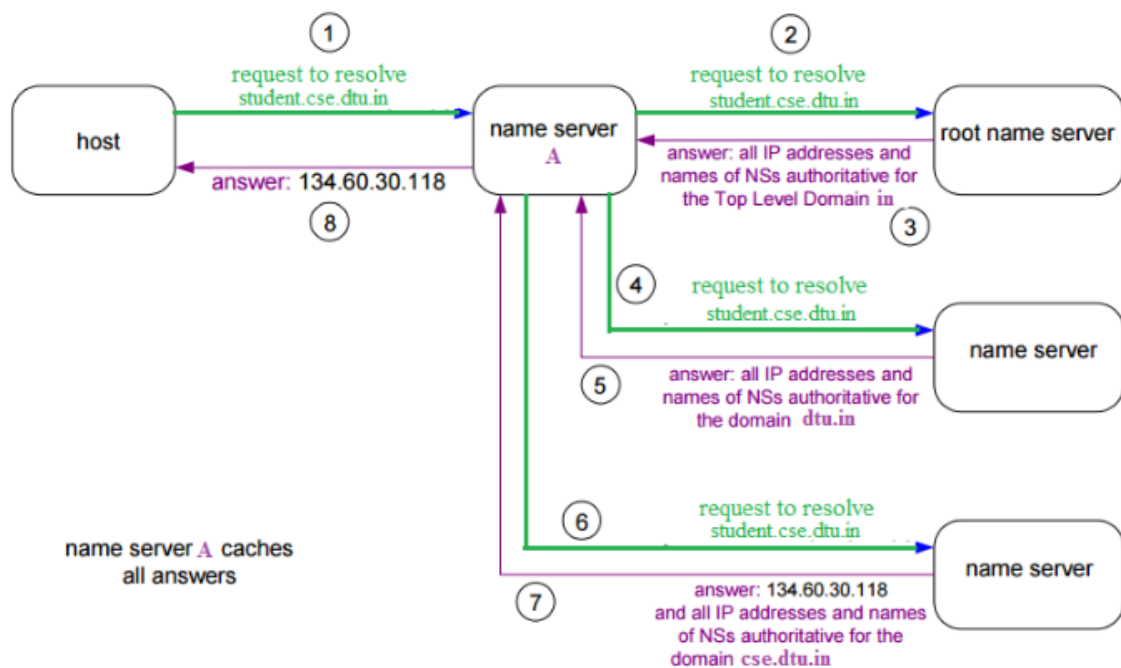 1
request to resolve
student.cse.dtu.in
2
request to resolve
student.cse.dtu.in
host
name server
A
root name server
answer: all IP addresses and
names of NSs authoritative for
the Top Level Domain in
3
answer: 134.60.30.118
8
4
request to resolve
student.cse.dtu.in
name server
5
answer: all IP addresses and
names of NSs authoritative for
the domain dtu.in
6
request to resolve
student.cse.dtu.in
name server
7
answer: 134.60.30.118
and all IP addresses and names
of NSs authoritative for the
domain cse.dtu.in
name server A caches
all answers